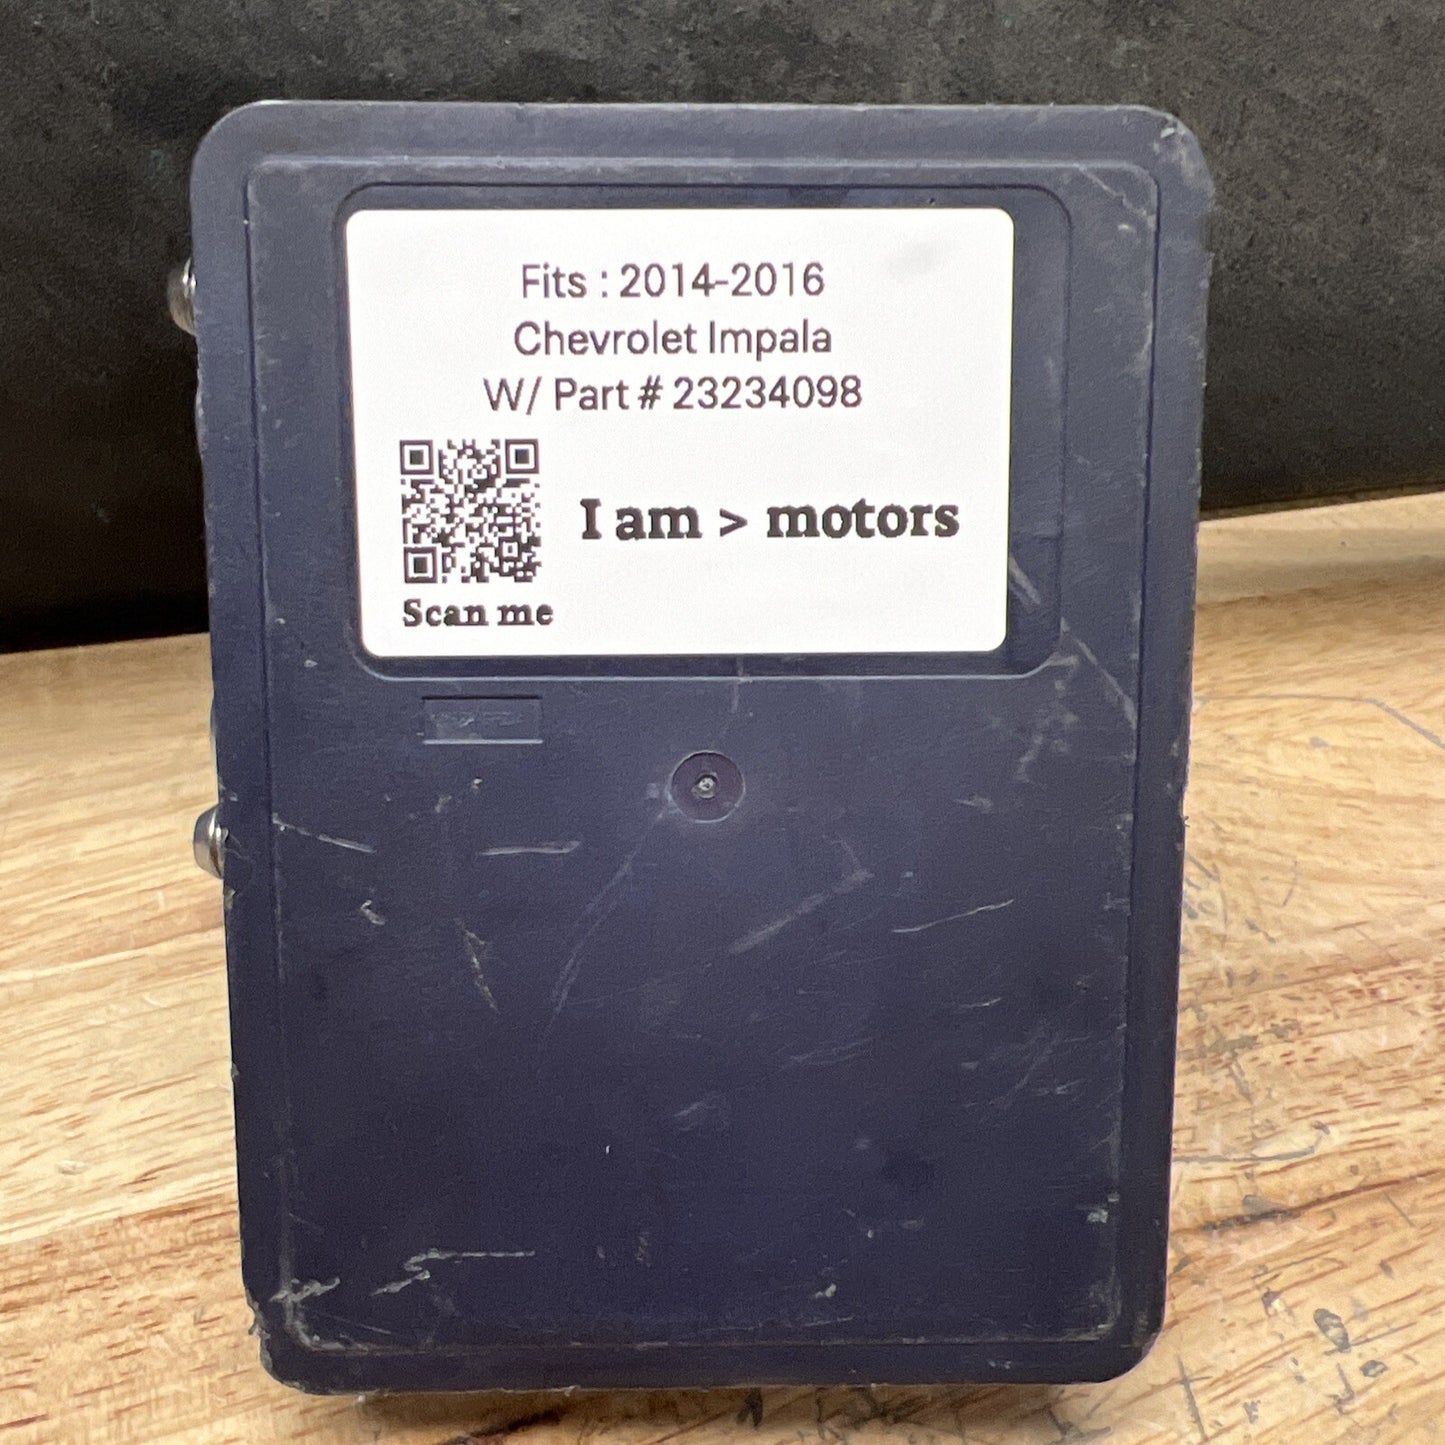 Fits : 2014-2016
Chevrolet Impala
W/ Part # 23234098
I am > motors
Scan me